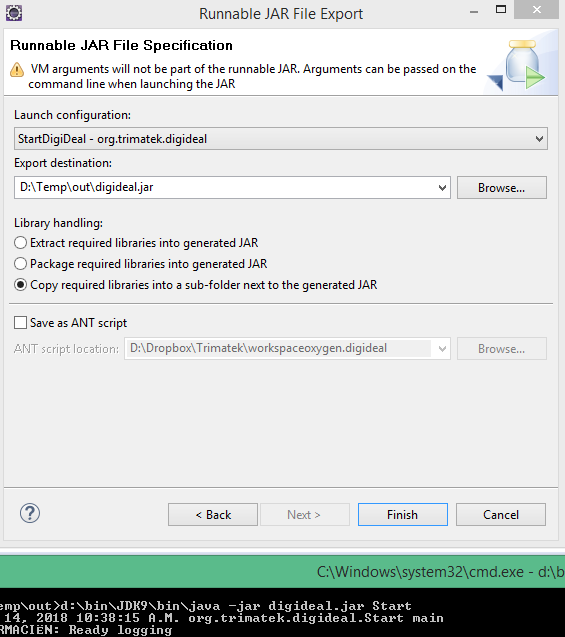 Runnable JAR File Export
Runnable JAR File Specification
VM arguments will not be part of the runnable JAR. Arguments can be passed on the
command line when launching the JAR
Launch configuration:
StartDigiDeal - org.trimatek.digideal
Export destination:
D:\Temp\out\digideal.jar
Browse...
Library handling:
Extract required libraries into generated JAR
Package required libraries into generated JAR
Copy required libraries into a sub-folder next to the generated JAR
Save as ANT script
ANT script location:
D:\Dropbox\Trimatek\workspaceoxygen.digideal
Browse...
?
< Back
Next >
Finish
Cancel
C:\Windows\system32\cmd.exe - d:\b
emp\out>d:\bin\JDK9\bin\java -jar digideal.jar Start
14, 2018 10:38:15 A.M. org.trimatek.digideal.Start main
RMACIËN: Ready logging